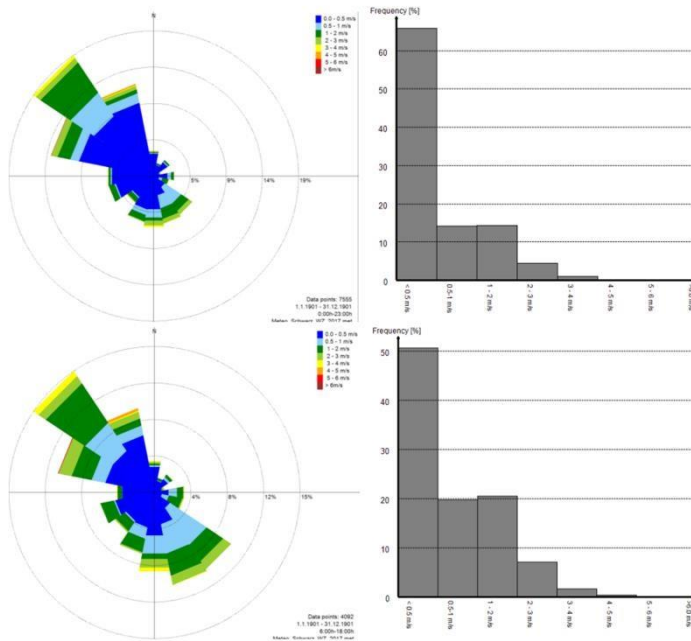 N
0.0 - 0.5 m/s
0.5 - 1 m/s
1 - 2 m/s
2 - 3 m/s
3 - 4 m/s
4 - 5 m/s
5 - 6 m/s
> 6m/s
5% 9% 14% 19%
Data points: 7555
1.1.1901 - 31.12.1901
0:00h-23:00h
Frequency [%]
60
50
40
30
20
10
0
< 0.5 m/s
0.5-1 m/s
1 - 2 m/s
2 - 3 m/s
3 - 4 m/s
4 - 5 m/s
5 - 6 m/s
N
0.0 - 0.5 m/s
0.5 - 1 m/s
1 - 2 m/s
2 - 3 m/s
3 - 4 m/s
4 - 5 m/s
5 - 6 m/s
> 6m/s
4% 8% 12% 15%
Data points: 4092
1.1.1901 - 31.12.1901
6:00h-18:00h
Frequency [%]
50
40
30
20
10
0
< 0.5 m/s
0.5-1 m/s
1 - 2 m/s
2 - 3 m/s
3 - 4 m/s
4 - 5 m/s
5 - 6 m/s
>6.0 m/s